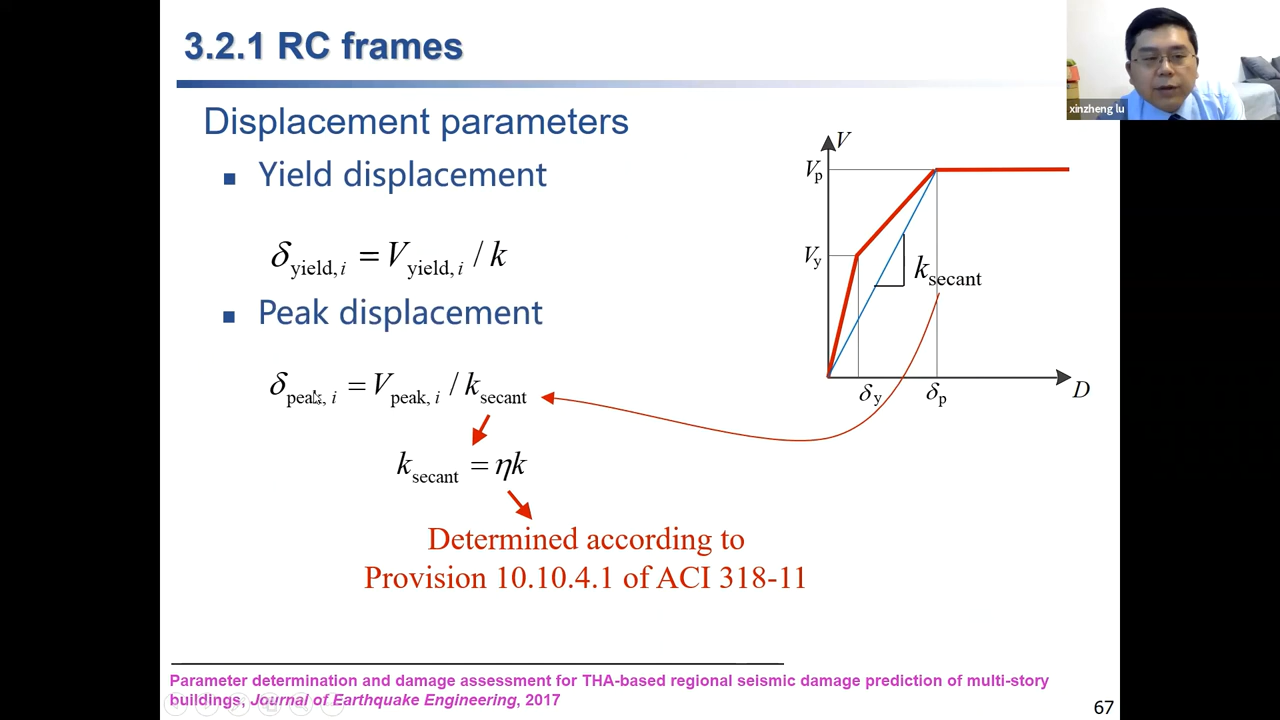 3.2.1 RC frames
xinzheng lu
Displacement parameters
Yield displacement
δyield,i = Vyield,i / k
Peak displacement
δpeak,i = Vpeak,i / ksecant
ksecant = ηk
Determined according to
Provision 10.10.4.1 of ACI 318-11
V
Vp
Vy
ksecant
δy
δp
D
Parameter determination and damage assessment for THA-based regional seismic damage prediction of multi-story
buildings, Journal of Earthquake Engineering, 2017
67